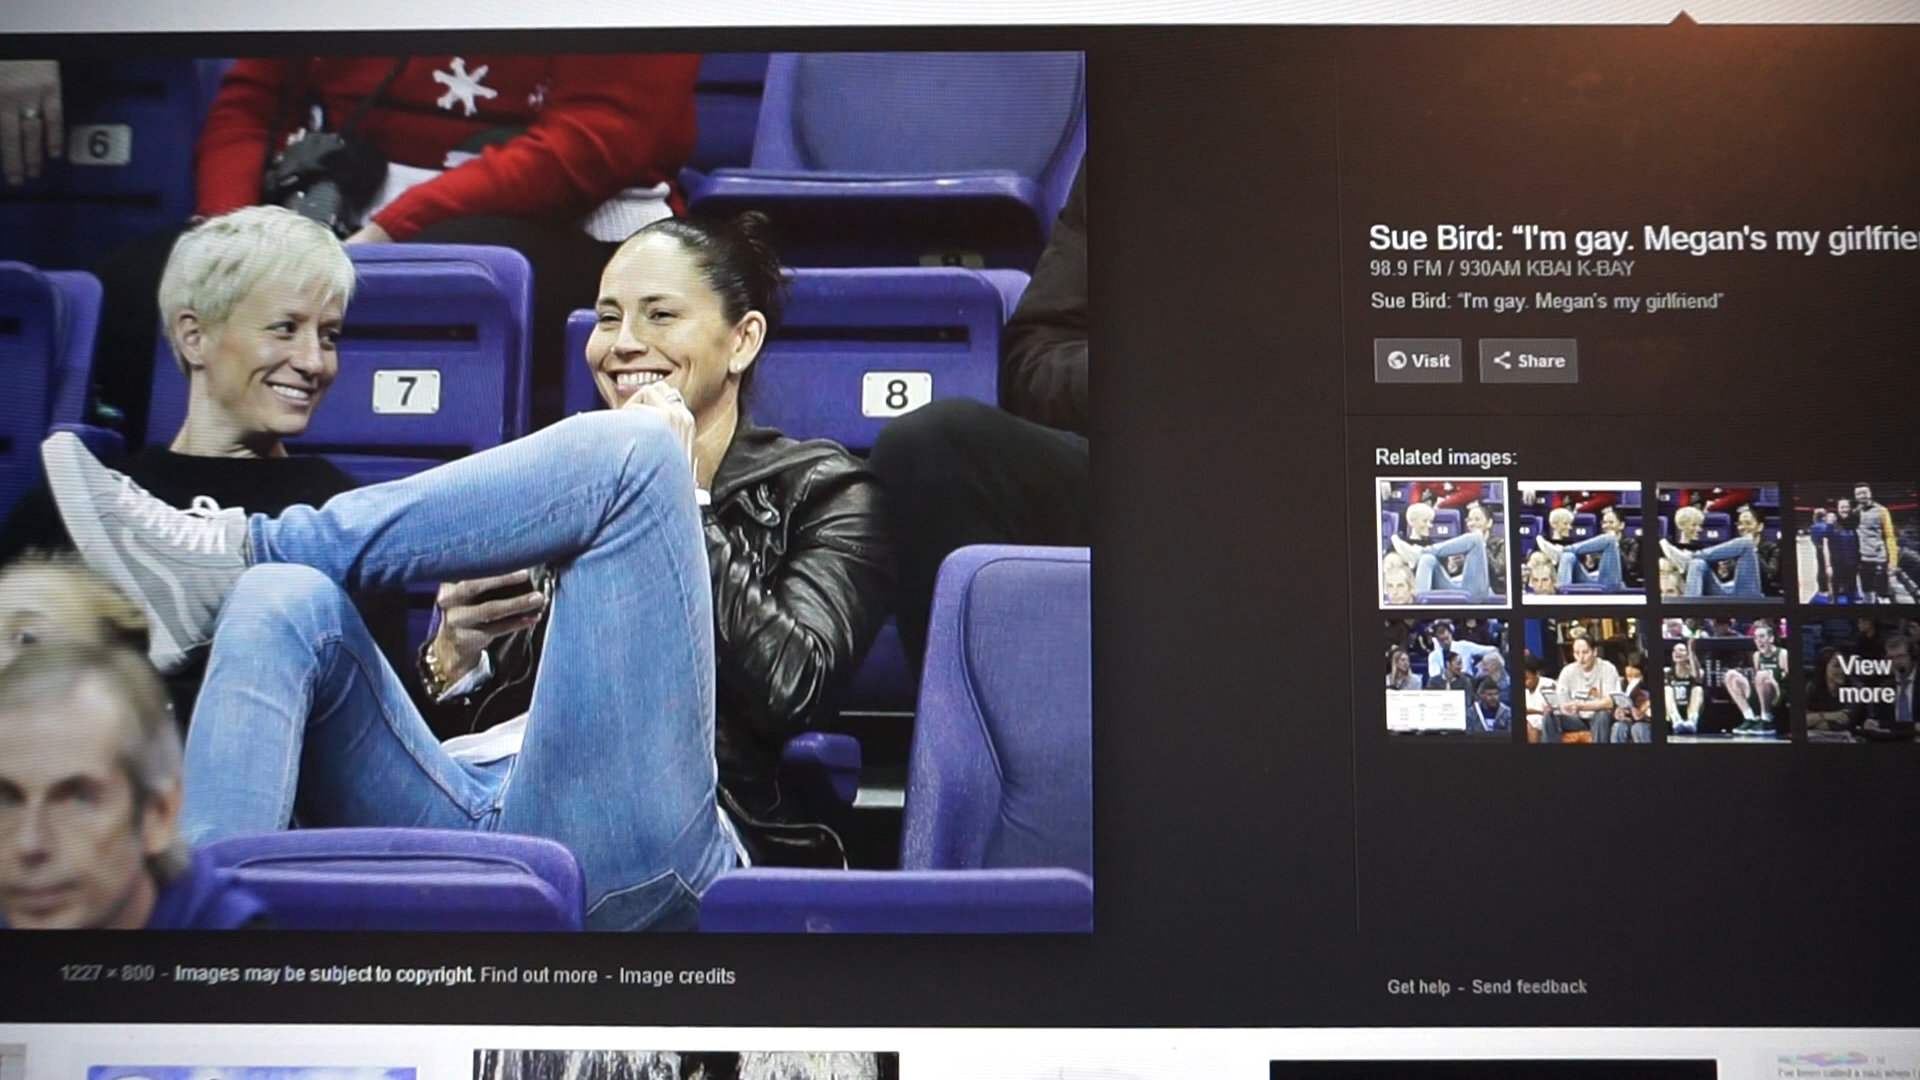 6
7
8
Sue Bird: “I'm gay. Megan's my girlfrie
98.9 FM / 930AM KBAI K-BAY
Sue Bird: “I'm gay. Megan's my girlfriend”
Visit
Share
Related images:
View
more
1227 × 800 - Images may be subject to copyright. Find out more - Image credits
Get help - Send feedback